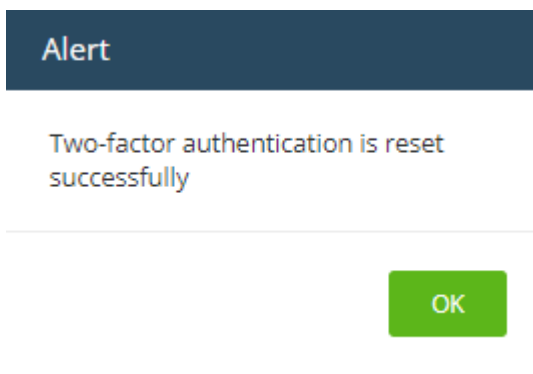 Alert
Two-factor authentication is reset
successfully
OK